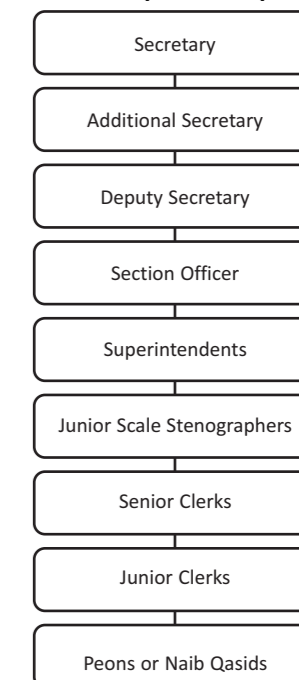 Secretary
Additional Secretary
Deputy Secretary
Section Officer
Superintendents
Junior Scale Stenographers
Senior Clerks
Junior Clerks
Peons or Naib Qasids